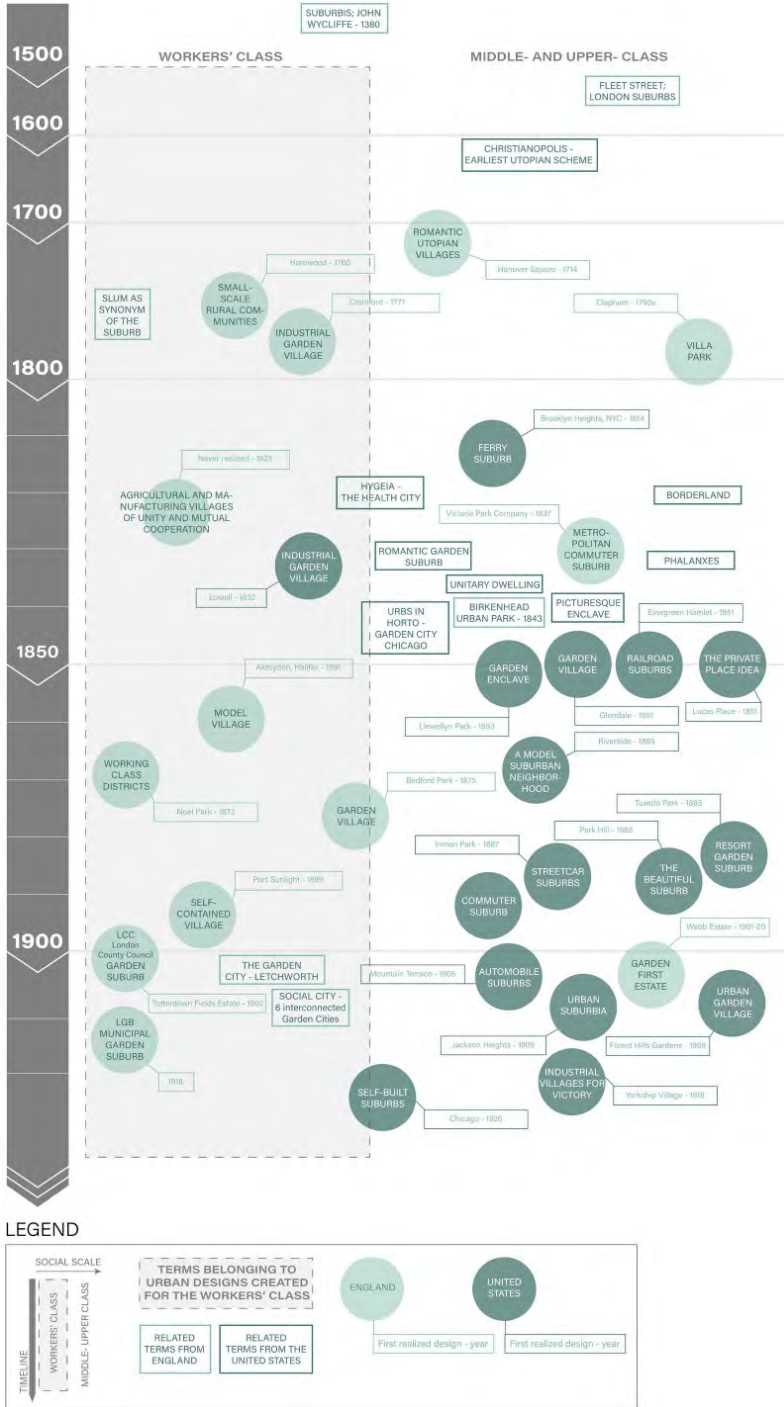 SUBURBIS; JOHN
WYCLIFFE - 1380
1500
WORKERS' CLASS
MIDDLE- AND UPPER- CLASS
FLEET STREET;
LONDON SUBURBS
1600
CHRISTIANOPOLIS -
EARLIEST UTOPIAN SCHEME
1700
ROMANTIC
UTOPIAN
VILLAGES
Harewood - 1760
Hanover Square - 1714
SLUM AS
SYNONYM
OF THE
SUBURB
SMALL-
SCALE
RURAL COM-
MUNITIES
Cromford - 1771
Clapham - 1790s
INDUSTRIAL
GARDEN
VILLAGE
VILLA
PARK
1800
Brooklyn Heights, NYC - 1814
FERRY
SUBURB
Never realized - 1825
HYGEIA -
THE HEALTH CITY
BORDERLAND
AGRICULTURAL AND MA-
NUFACTURING VILLAGES
OF UNITY AND MUTUAL
COOPERATION
Victoria Park Company - 1837
METRO-
POLITAN
COMMUTER
SUBURB
INDUSTRIAL
GARDEN
VILLAGE
ROMANTIC GARDEN
SUBURB
PHALANXES
Lowell - 1832
UNITARY DWELLING
URBS IN
HORTO -
GARDEN CITY
CHICAGO
BIRKENHEAD
URBAN PARK - 1843
PICTURESQUE
ENCLAVE
Evergreen Hamlet - 1851
1850
Akroydon, Halifax -
GARDEN
ENCLAVE
GARDEN
VILLAGE
RAILROAD
SUBURBS
THE PRIVATE
PLACE IDEA
MODEL
VILLAGE
Llewellyn Park - 1853
Glendale - 1851
Lucas Place - 1851
Riverside - 1869
WORKING
CLASS
DISTRICTS
A MODEL
SUBURBAN
NEIGHBOR-
HOOD
Noel Park - 1873
Bedford Park - 1875
GARDEN
VILLAGE
Tuxedo Park - 1885
Inman Park - 1887
Park Hill - 1888
RESORT
GARDEN
SUBURB
Port Sunlight - 1899
STREETCAR
SUBURBS
THE
BEAUTIFUL
SUBURB
SELF-
CONTAINED
VILLAGE
COMMUTER
SUBURB
1900
LCC
London
County Council
GARDEN
SUBURB
Webb Estate - 1901-20
THE GARDEN
CITY - LETCHWORTH
Mountain Terrace - 1906
AUTOMOBILE
SUBURBS
GARDEN
FIRST
ESTATE
Totterdown Fields Estate - 1902
SOCIAL CITY -
6 interconnected
Garden Cities
URBAN
SUBURBIA
URBAN
GARDEN
VILLAGE
LGB
MUNICIPAL
GARDEN
SUBURB
Jackson Heights - 1909
Forest Hills Gardens - 1909
1918
SELF-BUILT
SUBURBS
INDUSTRIAL
VILLAGES FOR
VICTORY
Chicago - 1926
Yorkship Village - 1918
LEGEND
SOCIAL SCALE
TIMELINE
WORKERS' CLASS
MIDDLE- UPPER CLASS
TERMS BELONGING TO
URBAN DESIGNS CREATED
FOR THE WORKERS' CLASS
RELATED
TERMS FROM
ENGLAND
RELATED
TERMS FROM THE
UNITED STATES
ENGLAND
First realized design - year
UNITED
STATES
First realized design - year